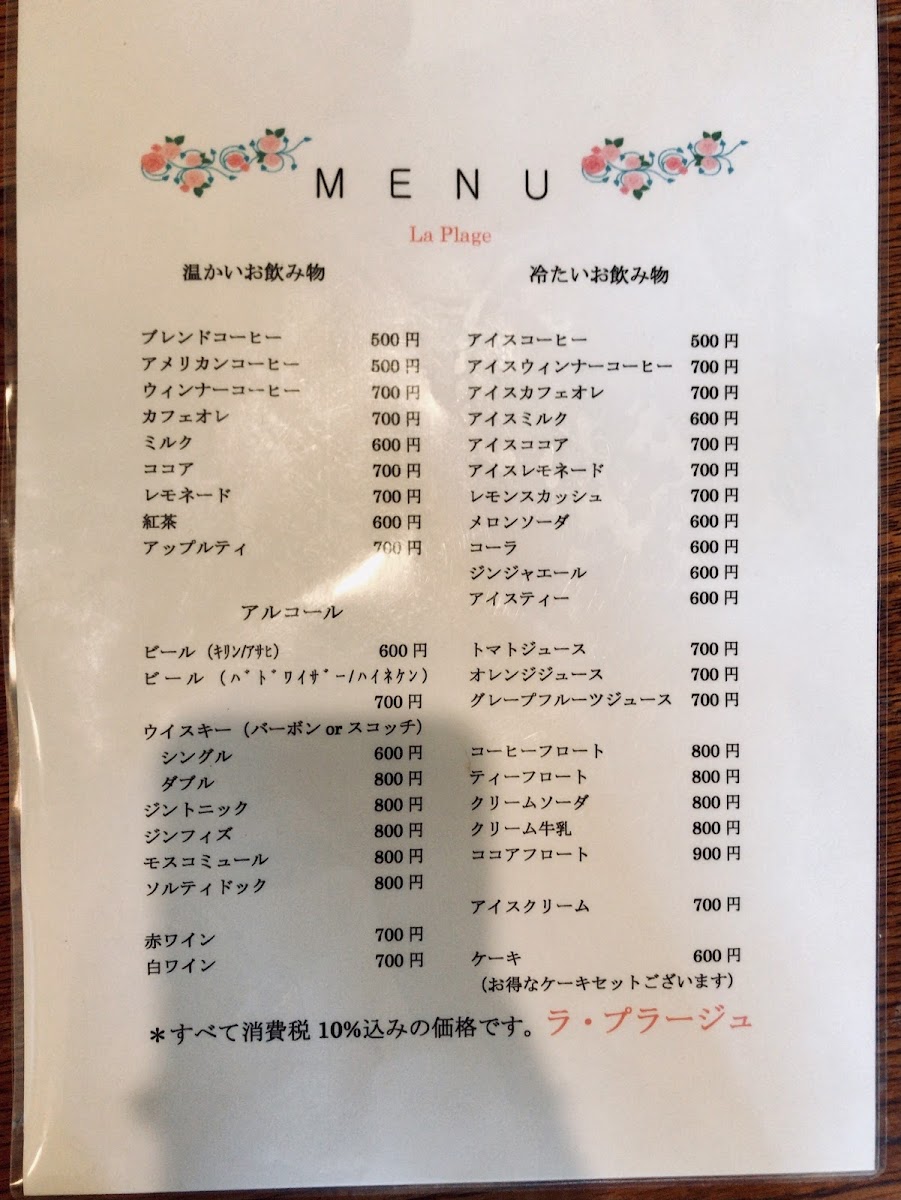 MENU
La Plage
温かいお飲み物
ブレンドコーヒー 500円
アメリカンコーヒー 500円
ウィンナーコーヒー 700円
カフェオレ 700円
ミルク 600円
ココア 700円
レモネード 700円
紅茶 600円
アップルティ 700円
アルコール
ビール (ｷﾘﾝ/ｱｻﾋ) 600円
ビール (ﾊﾞﾄﾞﾜｲｻﾞｰ/ﾊｲﾈｹﾝ)
700円
ウイスキー (バーボン or スコッチ)
シングル 600円
ダブル 800円
ジントニック 800円
ジンフィズ 800円
モスコミュール 800円
ソルティドック 800円
赤ワイン 700円
白ワイン 700円
冷たいお飲み物
アイスコーヒー 500円
アイスウィンナーコーヒー 700円
アイスカフェオレ 700円
アイスミルク 600円
アイスココア 700円
アイスレモネード 700円
レモンスカッシュ 700円
メロンソーダ 600円
コーラ 600円
ジンジャエール 600円
アイスティー 600円
トマトジュース 700円
オレンジジュース 700円
グレープフルーツジュース 700円
コーヒーフロート 800円
ティーフロート 800円
クリームソーダ 800円
クリーム牛乳 800円
ココアフロート 900円
アイスクリーム 700円
ケーキ 600円
(お得なケーキセットございます)
＊すべて消費税 10%込みの価格です。ラ・プラージュ